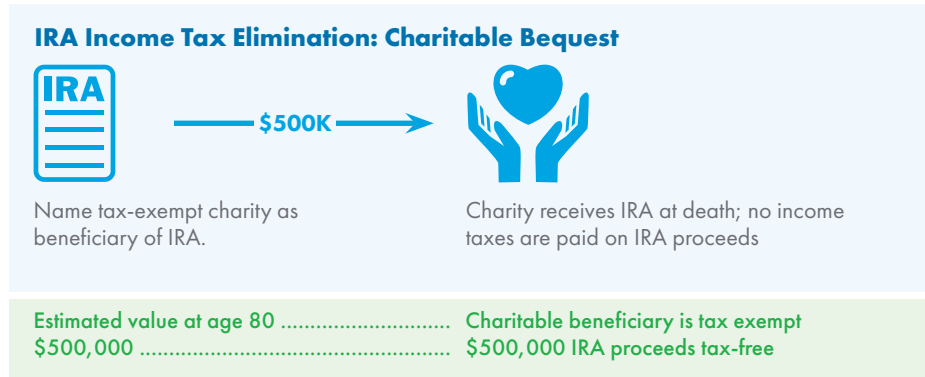 IRA Income Tax Elimination: Charitable Bequest
IRA
$500K
Name tax-exempt charity as
beneficiary of IRA.
Charity receives IRA at death; no income
taxes are paid on IRA proceeds
Estimated value at age 80 ............................. Charitable beneficiary is tax exempt
$500,000 ..................................................... $500,000 IRA proceeds tax-free